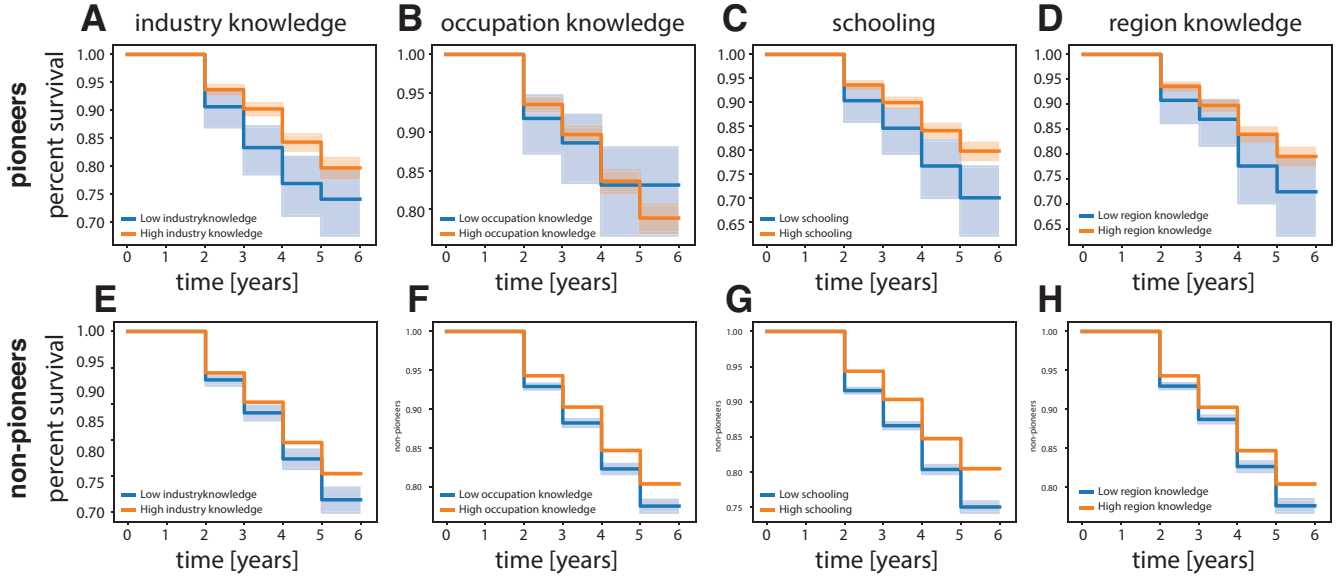 A industry knowledge
B occupation knowledge
C schooling
D region knowledge
pioneers
percent survival
1.00
0.95
0.90
0.85
0.80
0.75
0.70
Low industryknowledge
High industry knowledge
0 1 2 3 4 5 6
time [years]
1.00
0.95
0.90
0.85
0.80
Low occupation knowledge
High occupation knowledge
0 1 2 3 4 5 6
time [years]
1.00
0.95
0.90
0.85
0.80
0.75
0.70
0.65
Low schooling
High schooling
0 1 2 3 4 5 6
time [years]
1.00
0.95
0.90
0.85
0.80
0.75
0.70
0.65
Low region knowledge
High region knowledge
0 1 2 3 4 5 6
time [years]
E
F
G
H
non-pioneers
percent survival
1.00
0.95
0.90
0.85
0.80
0.75
0.70
Low industryknowledge
High industry knowledge
0 1 2 3 4 5 6
time [years]
non-pioneers
1.00
0.95
0.90
0.85
0.80
Low occupation knowledge
High occupation knowledge
0 1 2 3 4 5 6
time [years]
non-pioneers
1.00
0.95
0.90
0.85
0.80
0.75
Low schooling
High schooling
0 1 2 3 4 5 6
time [years]
non-pioneers
1.00
0.95
0.90
0.85
0.80
Low region knowledge
High region knowledge
0 1 2 3 4 5 6
time [years]